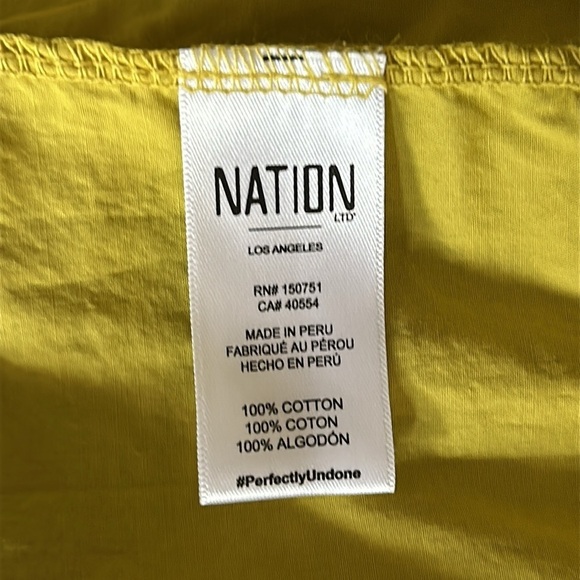 NATION
LTD
LOS ANGELES
RN# 150751
CA# 40554
MADE IN PERU
FABRIQUÉ AU PÉROU
HECHO EN PERÚ
100% COTTON
100% COTON
100% ALGODÓN
#PerfectlyUndone